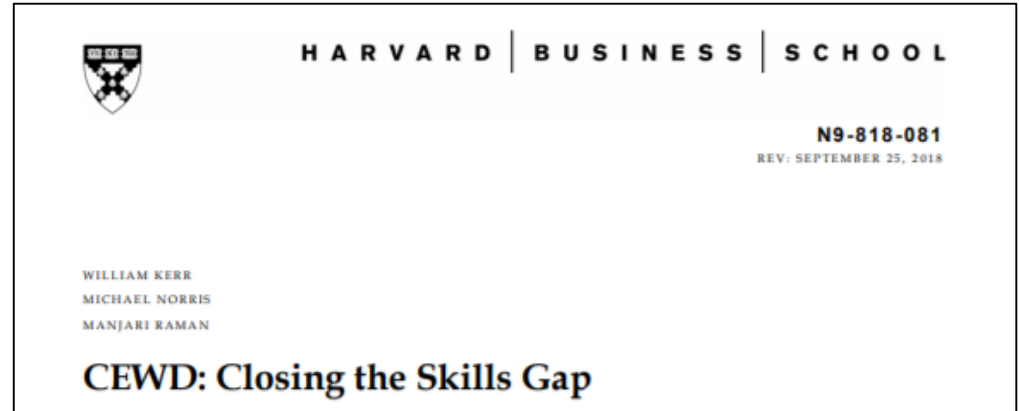 HARVARD | BUSINESS | SCHOOL
N9-818-081
REV: SEPTEMBER 25, 2018
WILLIAM KERR
MICHAEL NORRIS
MANJARI RAMAN
CEWD: Closing the Skills Gap